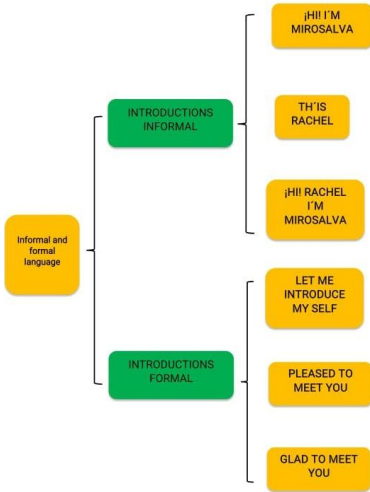 Informal and
formal
language
INTRODUCTIONS
INFORMAL
¡HI! I´M
MIROSALVA
TH´IS
RACHEL
¡HI! RACHEL
I´M
MIROSALVA
INTRODUCTIONS
FORMAL
LET ME
INTRODUCE
MY SELF
PLEASED TO
MEET YOU
GLAD TO MEET
YOU